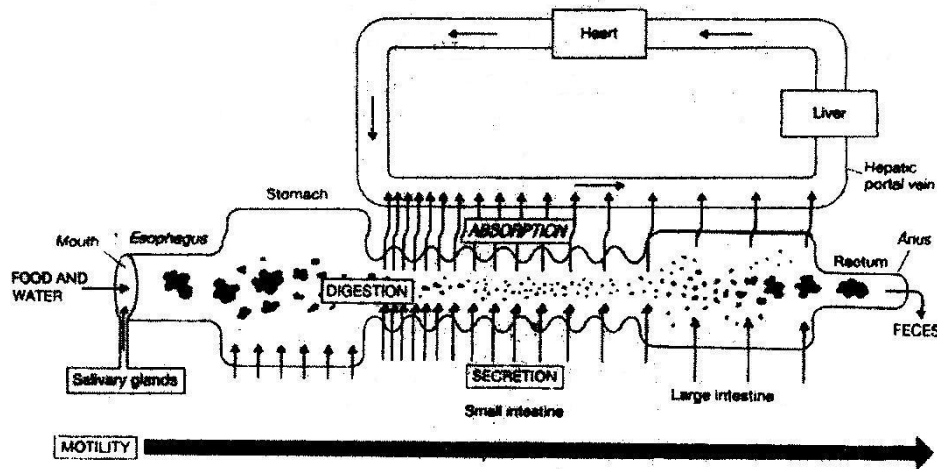 Heart
Liver
Hepatic
portal vein
Stomach
ABSORPTION
Mouth
Esophagus
Anus
Rectum
FOOD AND
WATER
DIGESTION
FECES
Salivary glands
SECRETION
Large intestine
Small intestine
MOTILITY